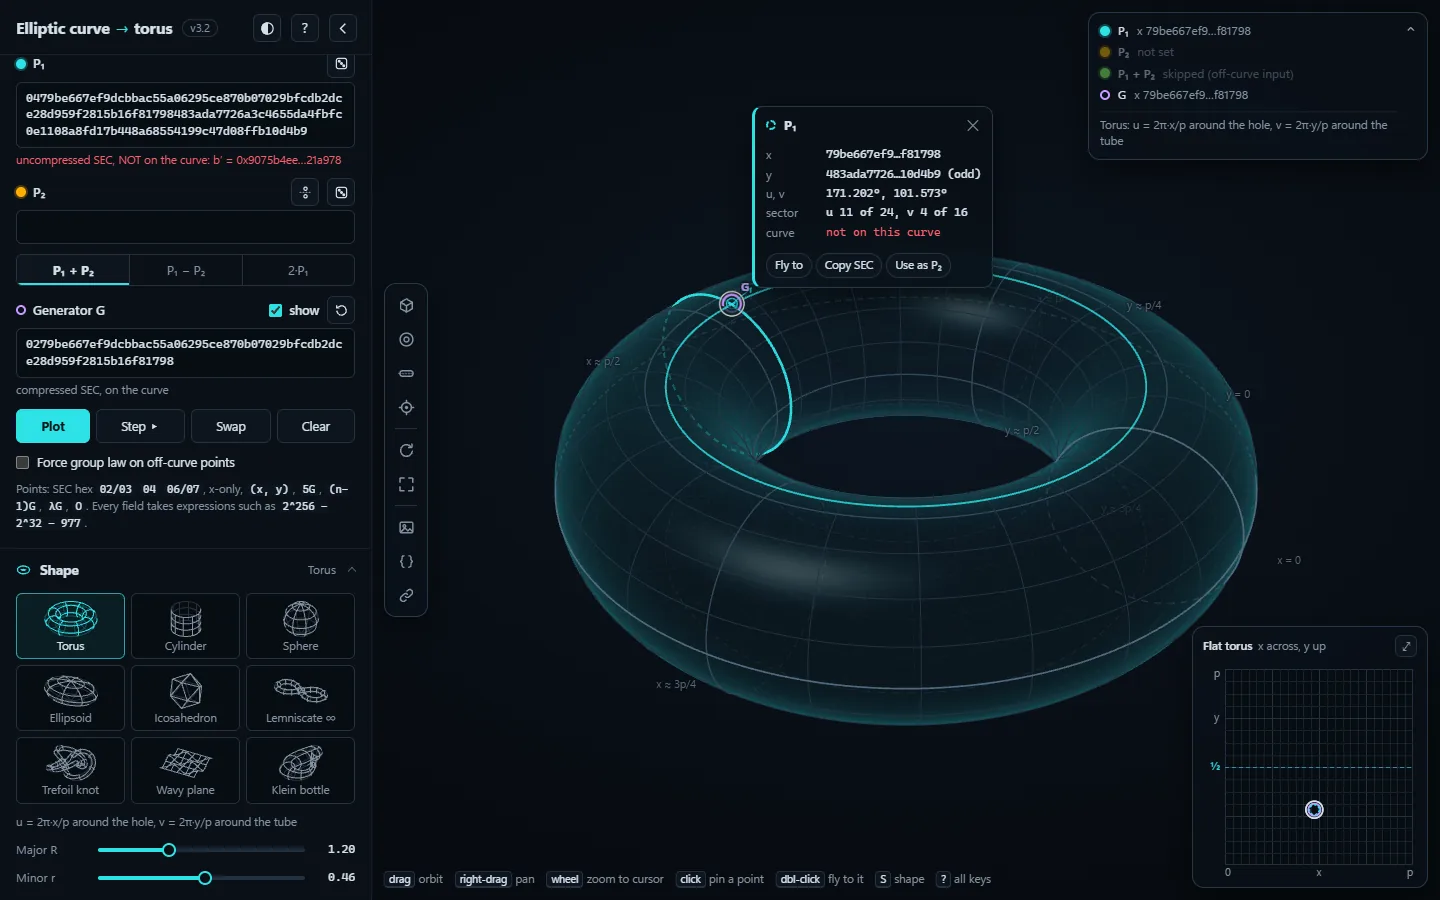 Elliptic curve → torus v3.2
?
P₁
0479be667ef9dcbbac55a06295ce870b07029bfcdb2dc
e28d959f2815b16f81798483ada7726a3c4655da4fbfc
0e1108a8fd17b448a68554199c47d08ffb10d4b9
uncompressed SEC, NOT on the curve: b' = 0x9075b4ee…21a978
P₂
P₁ + P₂
P₁ − P₂
2·P₁
Generator G
show
0279be667ef9dcbbac55a06295ce870b07029bfcdb2dc
e28d959f2815b16f81798
compressed SEC, on the curve
Plot
Step ▸
Swap
Clear
Force group law on off-curve points
Points: SEC hex 02/03 04 06/07, x-only, (x, y), 5G, (n−
1)G, λG, O. Every field takes expressions such as 2^256 −
2^32 − 977.
Shape
Torus
Torus
Cylinder
Sphere
Ellipsoid
Icosahedron
Lemniscate ∞
Trefoil knot
Wavy plane
Klein bottle
u = 2π·x/p around the hole, v = 2π·y/p around the tube
Major R
1.20
Minor r
0.46
P₁
x 79be667ef9…f81798
y 483ada7726…10d4b9 (odd)
u, v 171.202°, 101.573°
sector u 11 of 24, v 4 of 16
curve not on this curve
Fly to
Copy SEC
Use as P₂
G
y ≈ p/4
x ≈ p/2
y = 0
y ≈ p/2
y ≈ 3p/4
x = 0
x ≈ 3p/4
P₁ x 79be667ef9…f81798
P₂ not set
P₁ + P₂ skipped (off-curve input)
G x 79be667ef9…f81798
Torus: u = 2π·x/p around the hole, v = 2π·y/p around the
tube
Flat torus x across, y up
p
y
½
0
x
p
drag orbit
right-drag pan
wheel zoom to cursor
click pin a point
dbl-click fly to it
S shape
? all keys